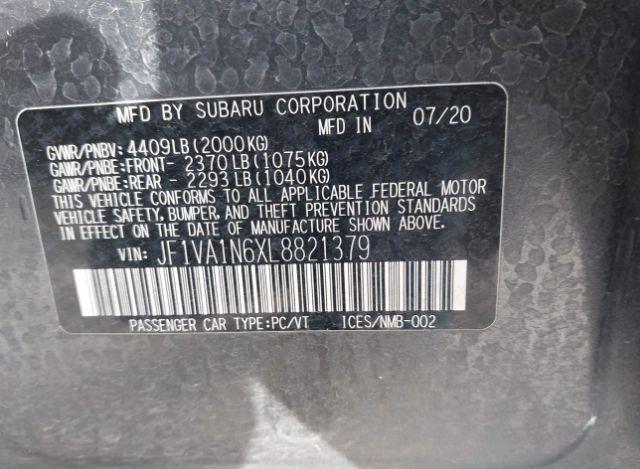 MFD BY SUBARU CORPORATION
MFD IN 07/20
GVWR/PNBV: 4409LB(2000KG)
GAWR/PNBE:FRONT- 2370LB(1075KG)
GAWR/PNBE:REAR - 2293LB(1040KG)
THIS VEHICLE CONFORMS TO ALL APPLICABLE FEDERAL MOTOR
VEHICLE SAFETY, BUMPER, AND THEFT PREVENTION STANDARDS
IN EFFECT ON THE DATE OF MANUFACTURE SHOWN ABOVE.
VIN: JF1VA1N6XL8821379
PASSENGER CAR TYPE:PC/VT ICES/NMB-002